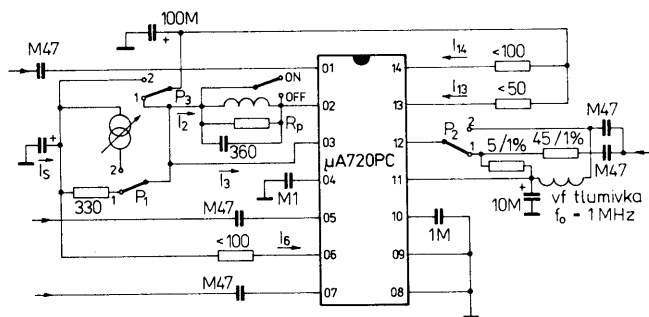 100M
+
M47
01
2
1
P3
I2
ON
OFF
02
Rp
360
03
I3
04
M1
+
IS
2
1
P1
330
M47
05
<100
I6
06
M47
07
µA720PC
14
I14
<100
13
I13
<50
12
P2
2
1
5/1%
45/1%
M47
M47
11
+
10M
vf tlumivka
fo - 1MHz
10
1M
09
08